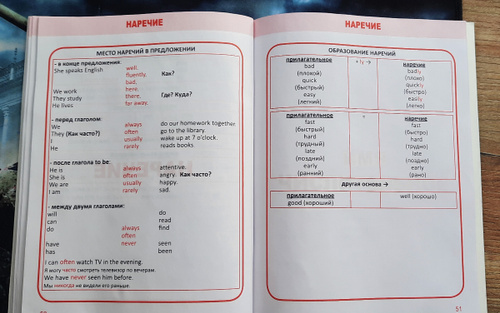 НАРЕЧИЕ
МЕСТО НАРЕЧИЙ В ПРЕДЛОЖЕНИИ
- в конце предложения:
She speaks English well.
fluently. Как?
bad.
We work here.
They study there. Где? Куда?
He lives far away.
- перед глаголом:
We always do our homework together.
They (Как часто?) often go to the library.
I usually wake up at 7 o'clock.
He rarely reads books.
- после глагола to be:
He is always attentive.
She is often angry. Как часто?
We are usually happy.
I am rarely sad.
- между двумя глаголами:
will do
can read
do always find
often
have never seen
has been
I can often watch TV in the evening.
Я могу часто смотреть телевизор по вечерам.
We have never seen him before.
Мы никогда не видели его раньше.
НАРЕЧИЕ
ОБРАЗОВАНИЕ НАРЕЧИЙ
прилагательное + ly → наречие
bad badly
(плохой) (плохо)
quick quickly
(быстрый) (быстро)
easy easily
(легкий) (легко)
прилагательное наречие
fast fast
(быстрый) (быстро)
hard hard
(трудный) (трудно)
late late
(поздний) (поздно)
early early
(ранний) (рано)
другая основа →
прилагательное
good (хороший) well (хорошо)
51